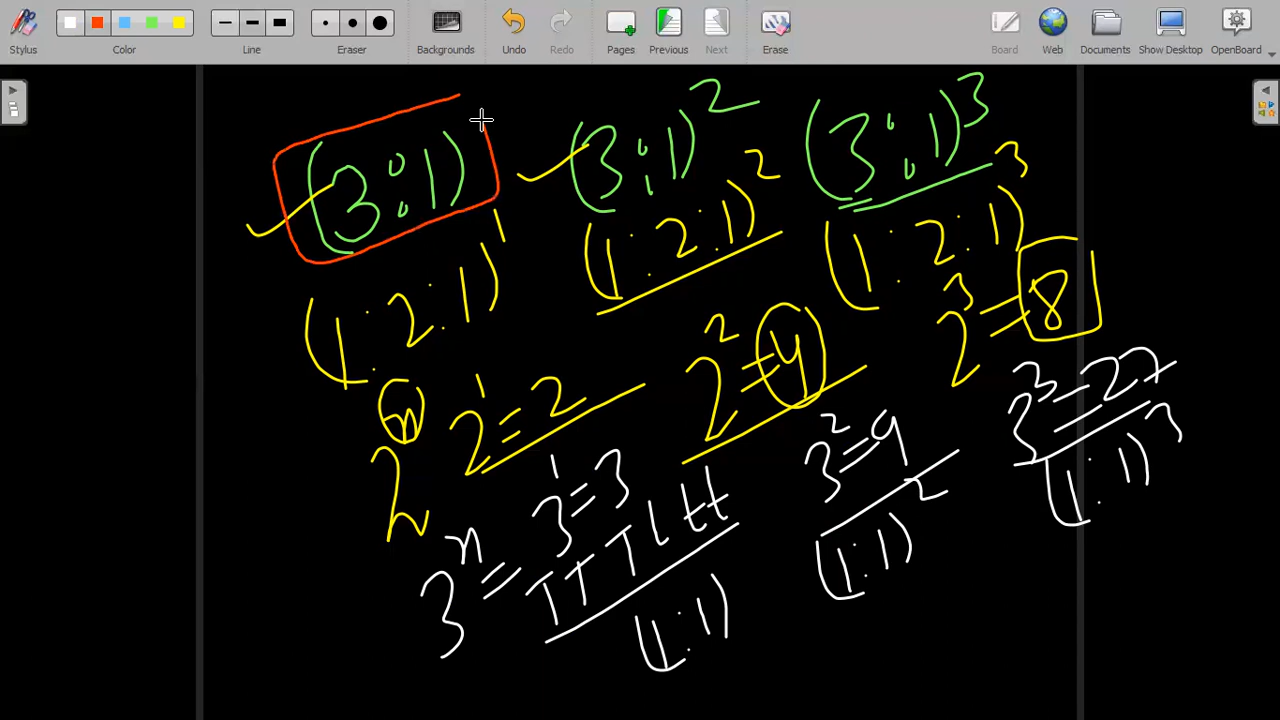 Stylus
Color
Line
Eraser
Backgrounds
Undo
Redo
Pages
Previous
Next
Erase
Board
Web
Documents
Show Desktop
OpenBoard
(3:1) (3:1)² (3:1)³
(1:2:1)¹ (1:2:1)² (1:2:1)³
2ⁿ 2¹=2 2²=4 2³=8
3ⁿ= 3¹=3 3²=9 3³=27
TT Tt tt
(1:1) (1:1)² (1:1)³